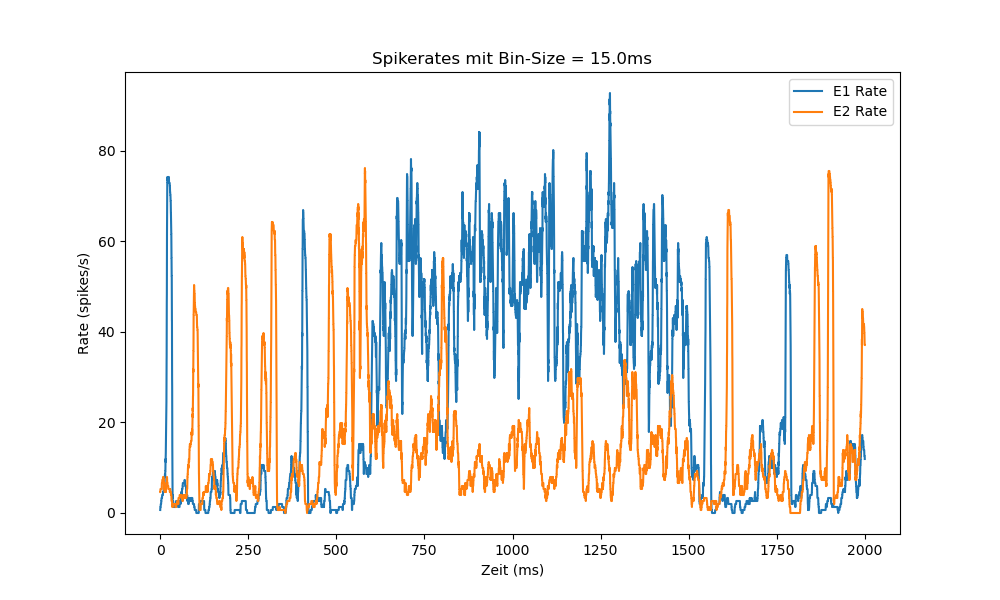 Spikerates mit Bin-Size = 15.0ms
E1 Rate
E2 Rate
Rate (spikes/s)
80
60
40
20
0
0 250 500 750 1000 1250 1500 1750 2000
Zeit (ms)